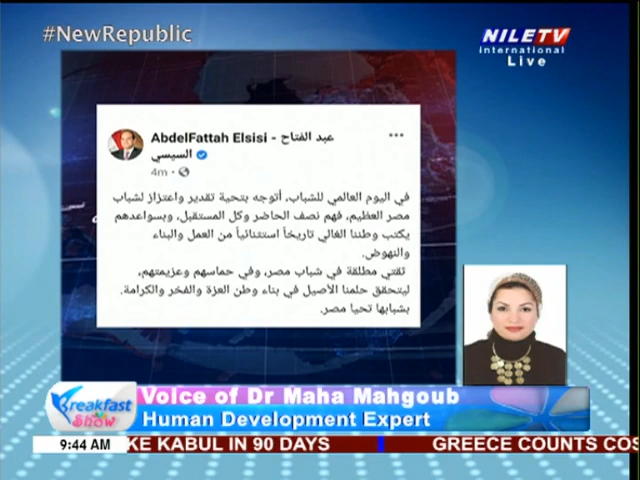 #NewRepublic
NILE TV
international
Live
AbdelFattah Elsisi - عبد الفتاح
السيسي
4m
في اليوم العالمي للشباب، أتوجه بتحية تقدير واعتزاز لشباب
مصر العظيم، فهم نصف الحاضر وكل المستقبل، وبسواعدهم
يكتب وطننا الغالي تاريخاً استثنائياً من العمل والبناء
والنهوض.
ثقتي مطلقة في شباب مصر، وفي حماسهم وعزيمتهم،
ليتحقق حلمنا الأصيل في بناء وطن العزة والفخر والكرامة.
بشبابها تحيا مصر.
Voice of Dr Maha Mahgoub
Human Development Expert
Breakfast
Show
9:44 AM KE KABUL IN 90 DAYS GREECE COUNTS COS